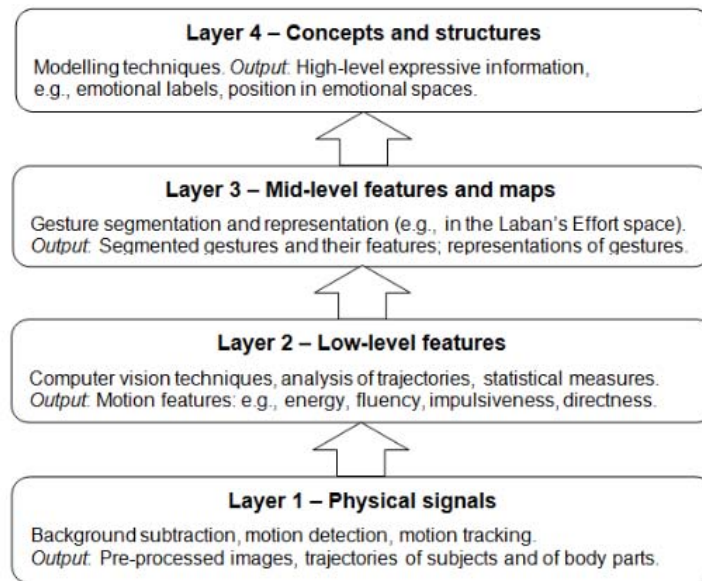 Layer 4 – Concepts and structures
Modelling techniques. Output: High-level expressive information,
e.g., emotional labels, position in emotional spaces.
Layer 3 – Mid-level features and maps
Gesture segmentation and representation (e.g., in the Laban's Effort space).
Output: Segmented gestures and their features; representations of gestures.
Layer 2 – Low-level features
Computer vision techniques, analysis of trajectories, statistical measures.
Output: Motion features: e.g., energy, fluency, impulsiveness, directness.
Layer 1 – Physical signals
Background subtraction, motion detection, motion tracking.
Output: Pre-processed images, trajectories of subjects and of body parts.